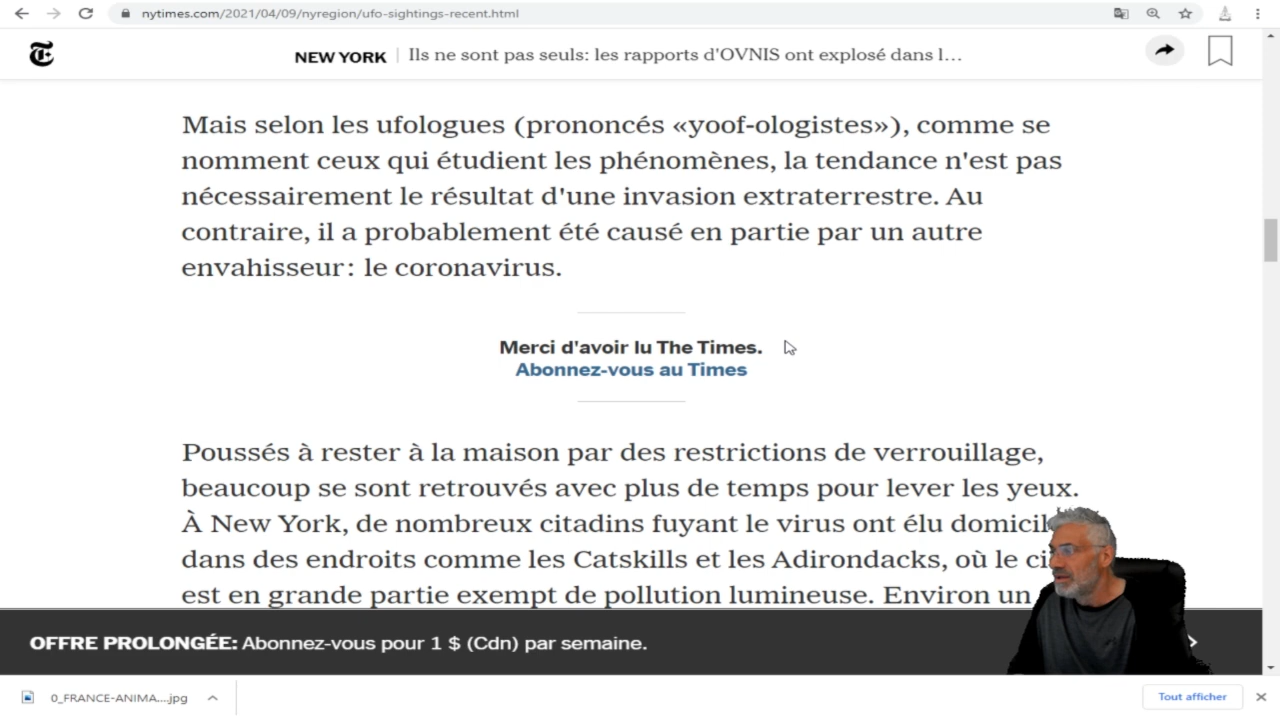 nytimes.com/2021/04/09/nyregion/ufo-sightings-recent.html
NEW YORK | Ils ne sont pas seuls: les rapports d'OVNIS ont explosé dans l…
Mais selon les ufologues (prononcés «yoof-ologistes»), comme se
nomment ceux qui étudient les phénomènes, la tendance n'est pas
nécessairement le résultat d'une invasion extraterrestre. Au
contraire, il a probablement été causé en partie par un autre
envahisseur: le coronavirus.
Merci d'avoir lu The Times.
Abonnez-vous au Times
Poussés à rester à la maison par des restrictions de verrouillage,
beaucoup se sont retrouvés avec plus de temps pour lever les yeux.
À New York, de nombreux citadins fuyant le virus ont élu
dans des endroits comme les Catskills et les Adirondacks, où le
est en grande partie exempt de pollution lumineuse. Environ un
OFFRE PROLONGÉE: Abonnez-vous pour 1 $ (Cdn) par semaine.
0_FRANCE-ANIMA....jpg
Tout afficher